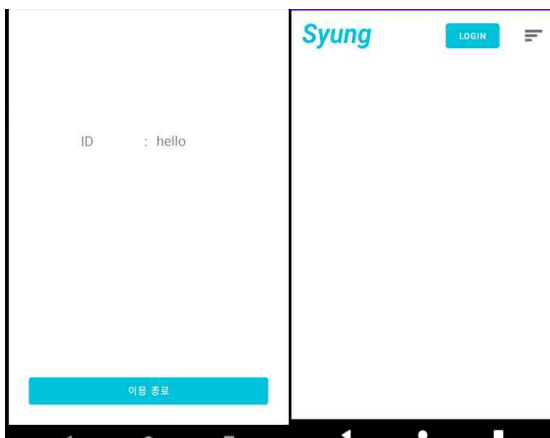 ID : hello
이용 종료
Syung
LOGIN